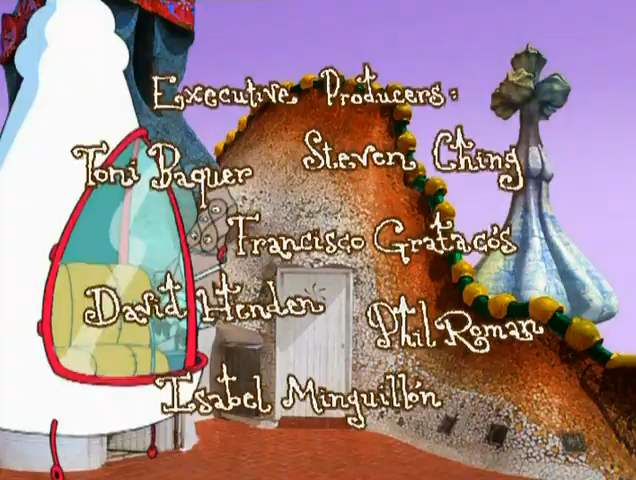 Executive Producers:
Toni Baquer
Steven Ching
Francisco Gratacós
David Henden
Phil Roman
Isabel Minguillón